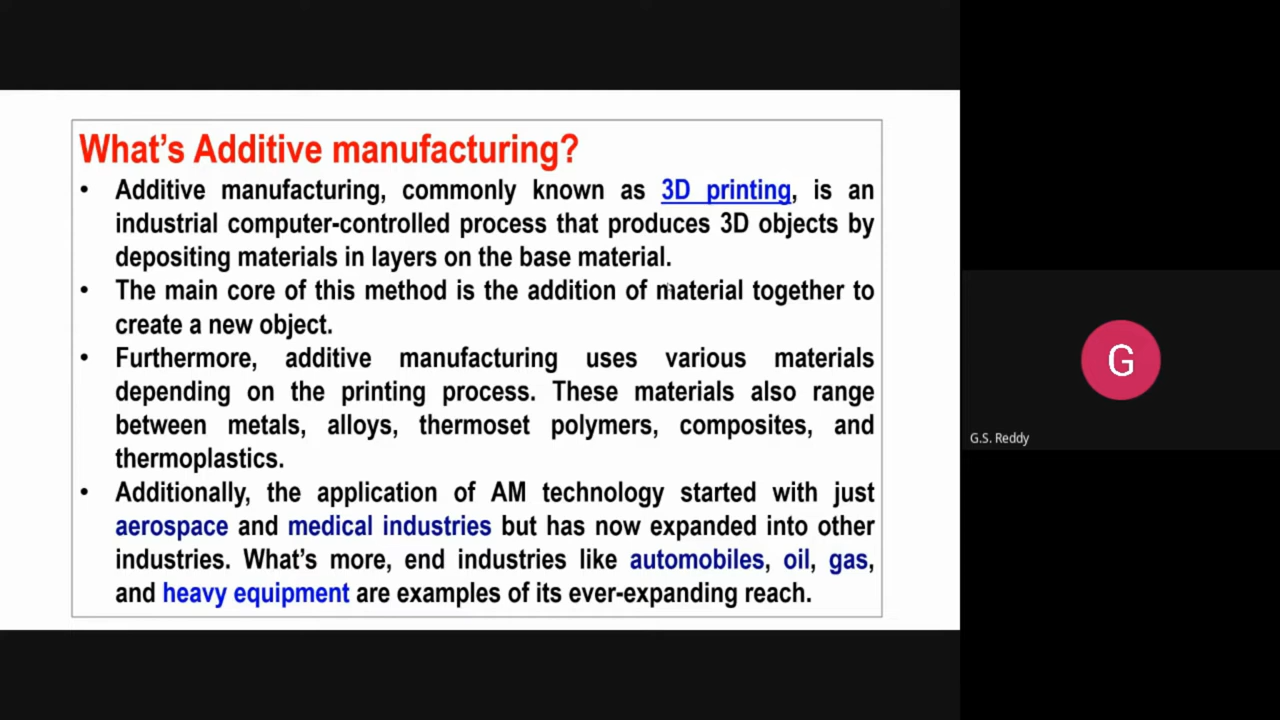 What's Additive manufacturing?
• Additive manufacturing, commonly known as 3D printing, is an
industrial computer-controlled process that produces 3D objects by
depositing materials in layers on the base material.
• The main core of this method is the addition of material together to
create a new object.
• Furthermore, additive manufacturing uses various materials
depending on the printing process. These materials also range
between metals, alloys, thermoset polymers, composites, and
thermoplastics.
• Additionally, the application of AM technology started with just
aerospace and medical industries but has now expanded into other
industries. What's more, end industries like automobiles, oil, gas,
and heavy equipment are examples of its ever-expanding reach.
G
G.S. Reddy